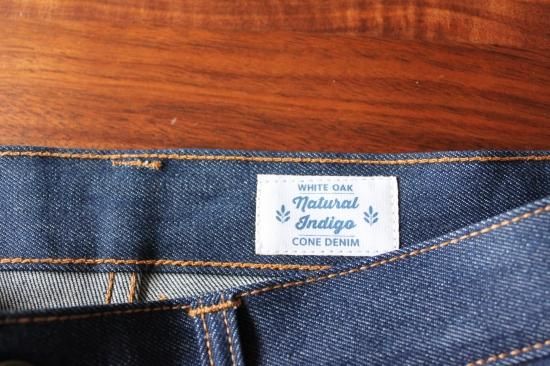 WHITE OAK
Natural
Indigo
CONE DENIM